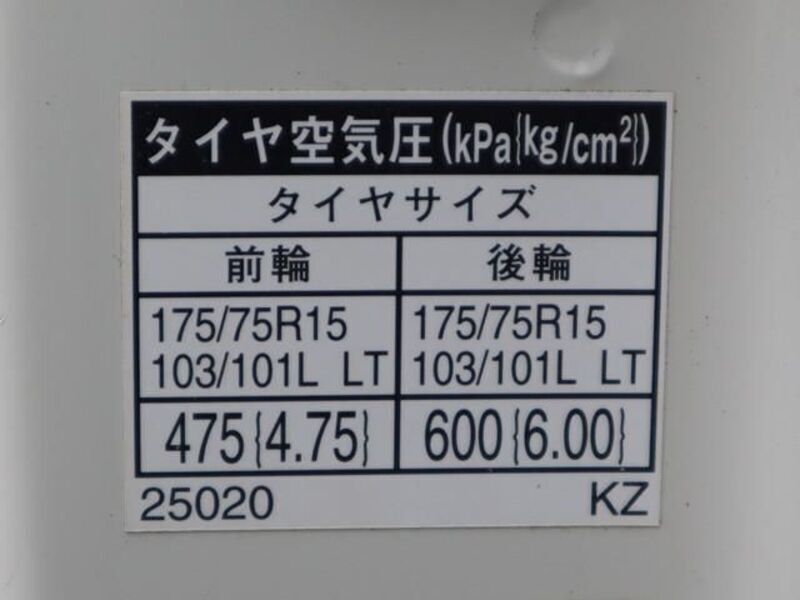 タイヤ空気圧(kPa{kg/cm²})
タイヤサイズ
前輪 後輪
175/75R15 175/75R15
103/101L LT 103/101L LT
475{4.75} 600{6.00}
25020 KZ